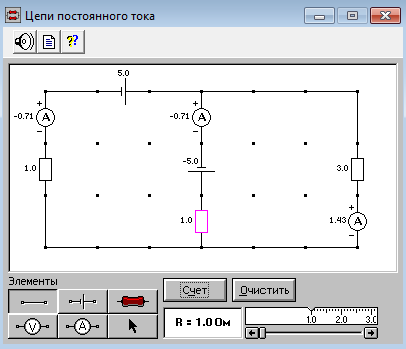 Цепи постоянного тока
??
5.0
+ +
-0.71 A -0.71 A
- -
-5.0
1.0 3.0
1.0 +
1.43 A
-
Элементы
Счет Очистить
V A
R = 1.0 Ом
1.0 2.0 3.0